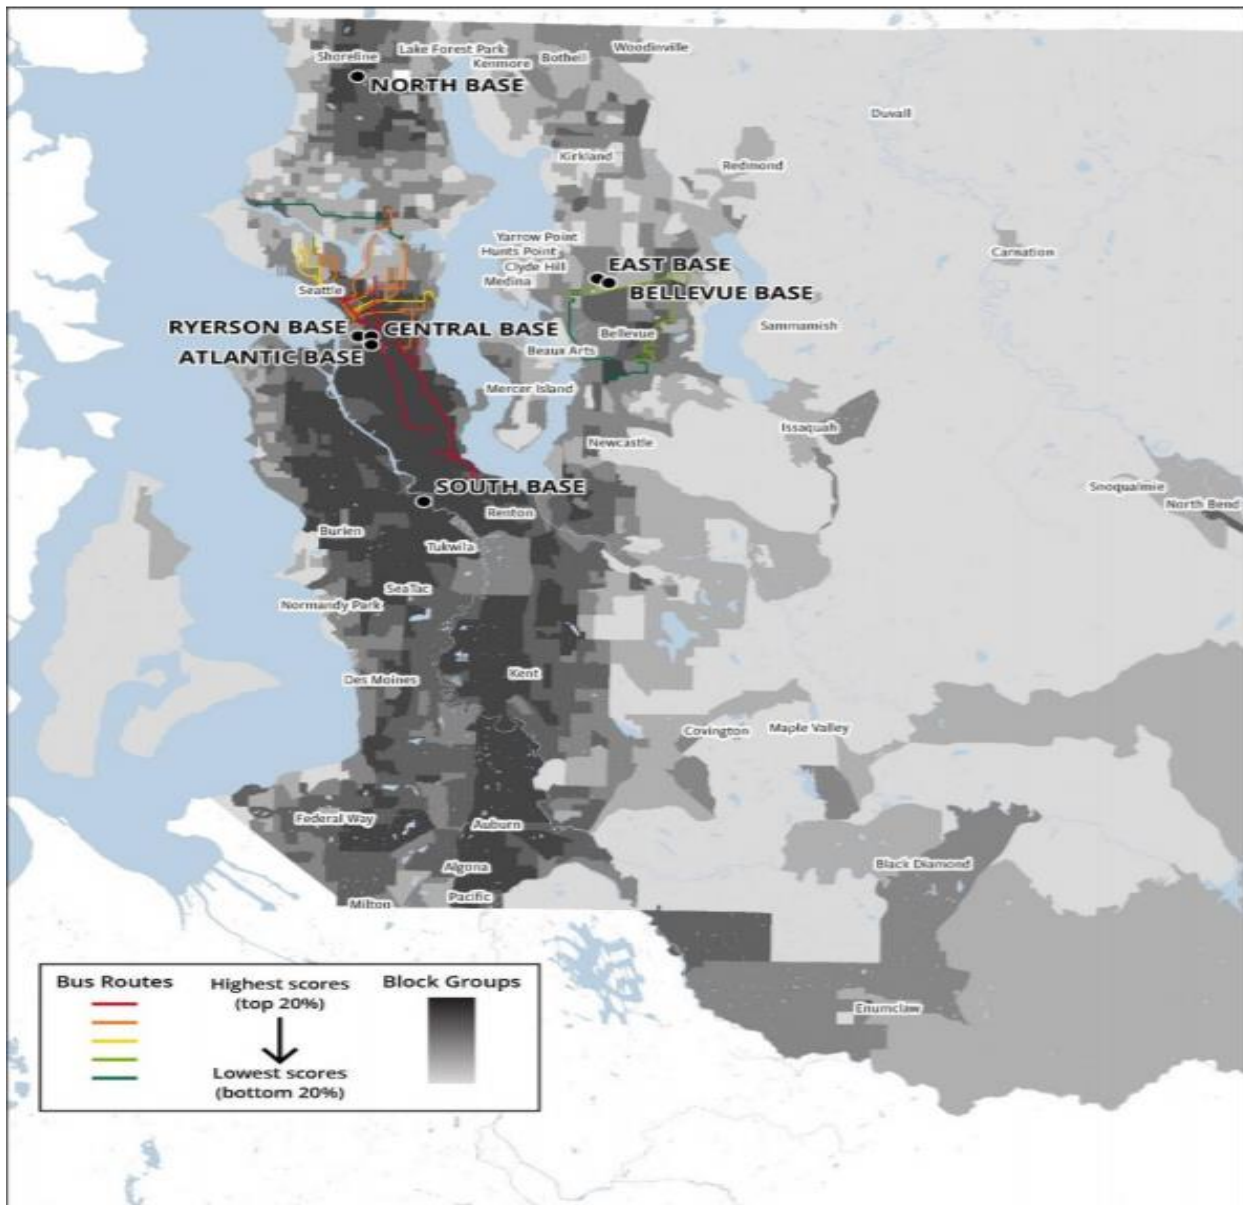 Shoreline
Lake Forest Park
Kenmore
Bothell
Woodinville
NORTH BASE
Duvall
Kirkland
Redmond
Yarrow Point
Hunts Point
Clyde Hill
Medina
Carnation
EAST BASE
BELLEVUE BASE
Seattle
RYERSON BASE
CENTRAL BASE
ATLANTIC BASE
Bellevue
Sammamish
Beaux Arts
Mercer Island
Newcastle
Issaquah
SOUTH BASE
Snoqualmie
North Bend
Renton
Burien
Tukwila
SeaTac
Normandy Park
Kent
Des Moines
Covington
Maple Valley
Federal Way
Auburn
Algona
Black Diamond
Pacific
Milton
Enumclaw
Bus Routes
Highest scores
(top 20%)
Lowest scores
(bottom 20%)
Block Groups